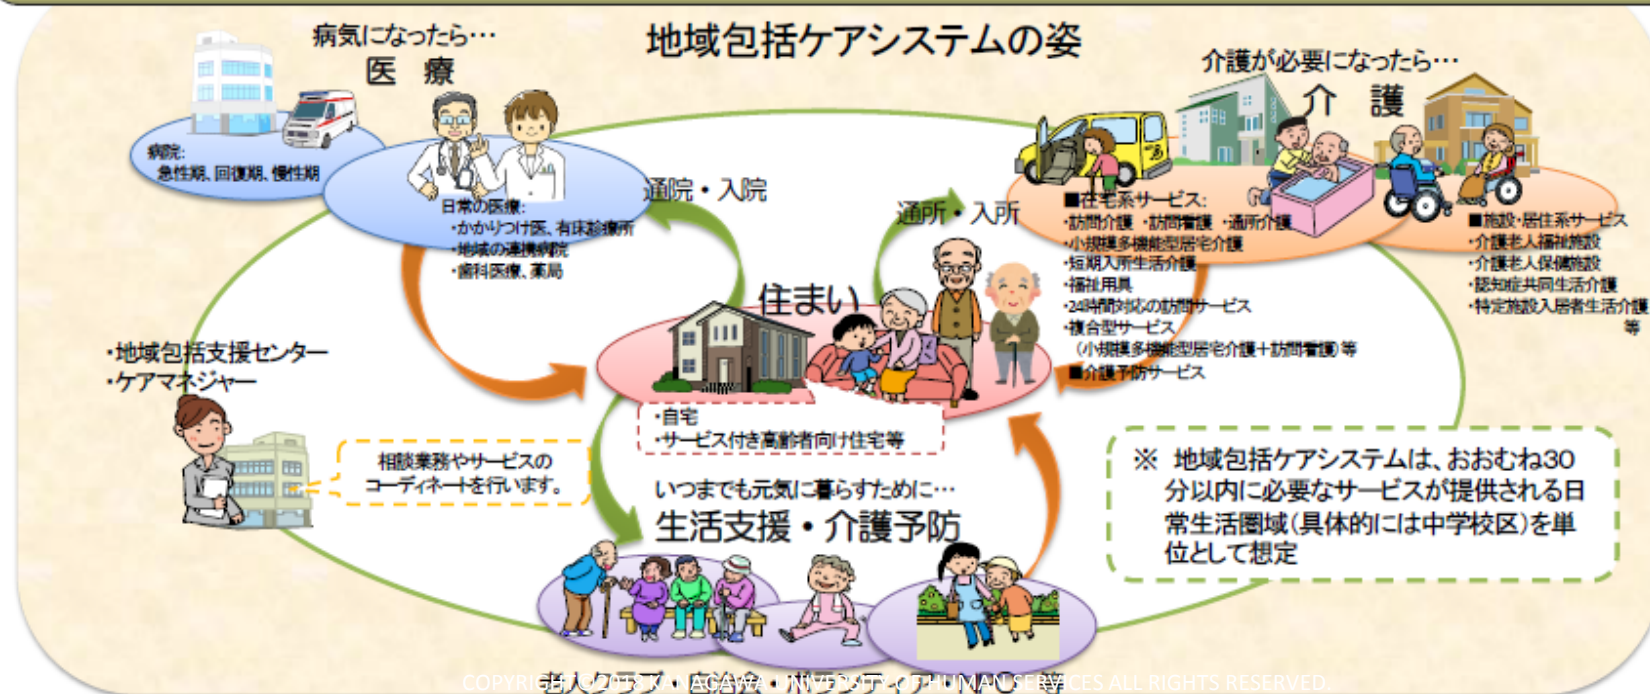 地域包括ケアシステムの姿
病気になったら…
医 療
病院:
急性期、回復期、慢性期
日常の医療:
・かかりつけ医、有床診療所
・地域の連携病院
・歯科医療、薬局
通院・入院
通所・入所
介護が必要になったら…
介 護
■在宅系サービス:
・訪問介護 ・訪問看護 ・通所介護
・小規模多機能型居宅介護
・短期入所生活介護
・福祉用具
・24時間対応の訪問サービス
・複合型サービス
(小規模多機能型居宅介護+訪問看護)等
■介護予防サービス
■施設・居住系サービス
・介護老人福祉施設
・介護老人保健施設
・認知症共同生活介護
・特定施設入居者生活介護
等
住まい
・自宅
・サービス付き高齢者向け住宅等
・地域包括支援センター
・ケアマネジャー
相談業務やサービスの
コーディネートを行います。
いつまでも元気に暮らすために…
生活支援・介護予防
※ 地域包括ケアシステムは、おおむね30
分以内に必要なサービスが提供される日
常生活圏域(具体的には中学校区)を単
位として想定
COPYRIGHT©2018 KANAGAWA UNIVERSITY OF HUMAN SERVICES ALL RIGHTS RESERVED.